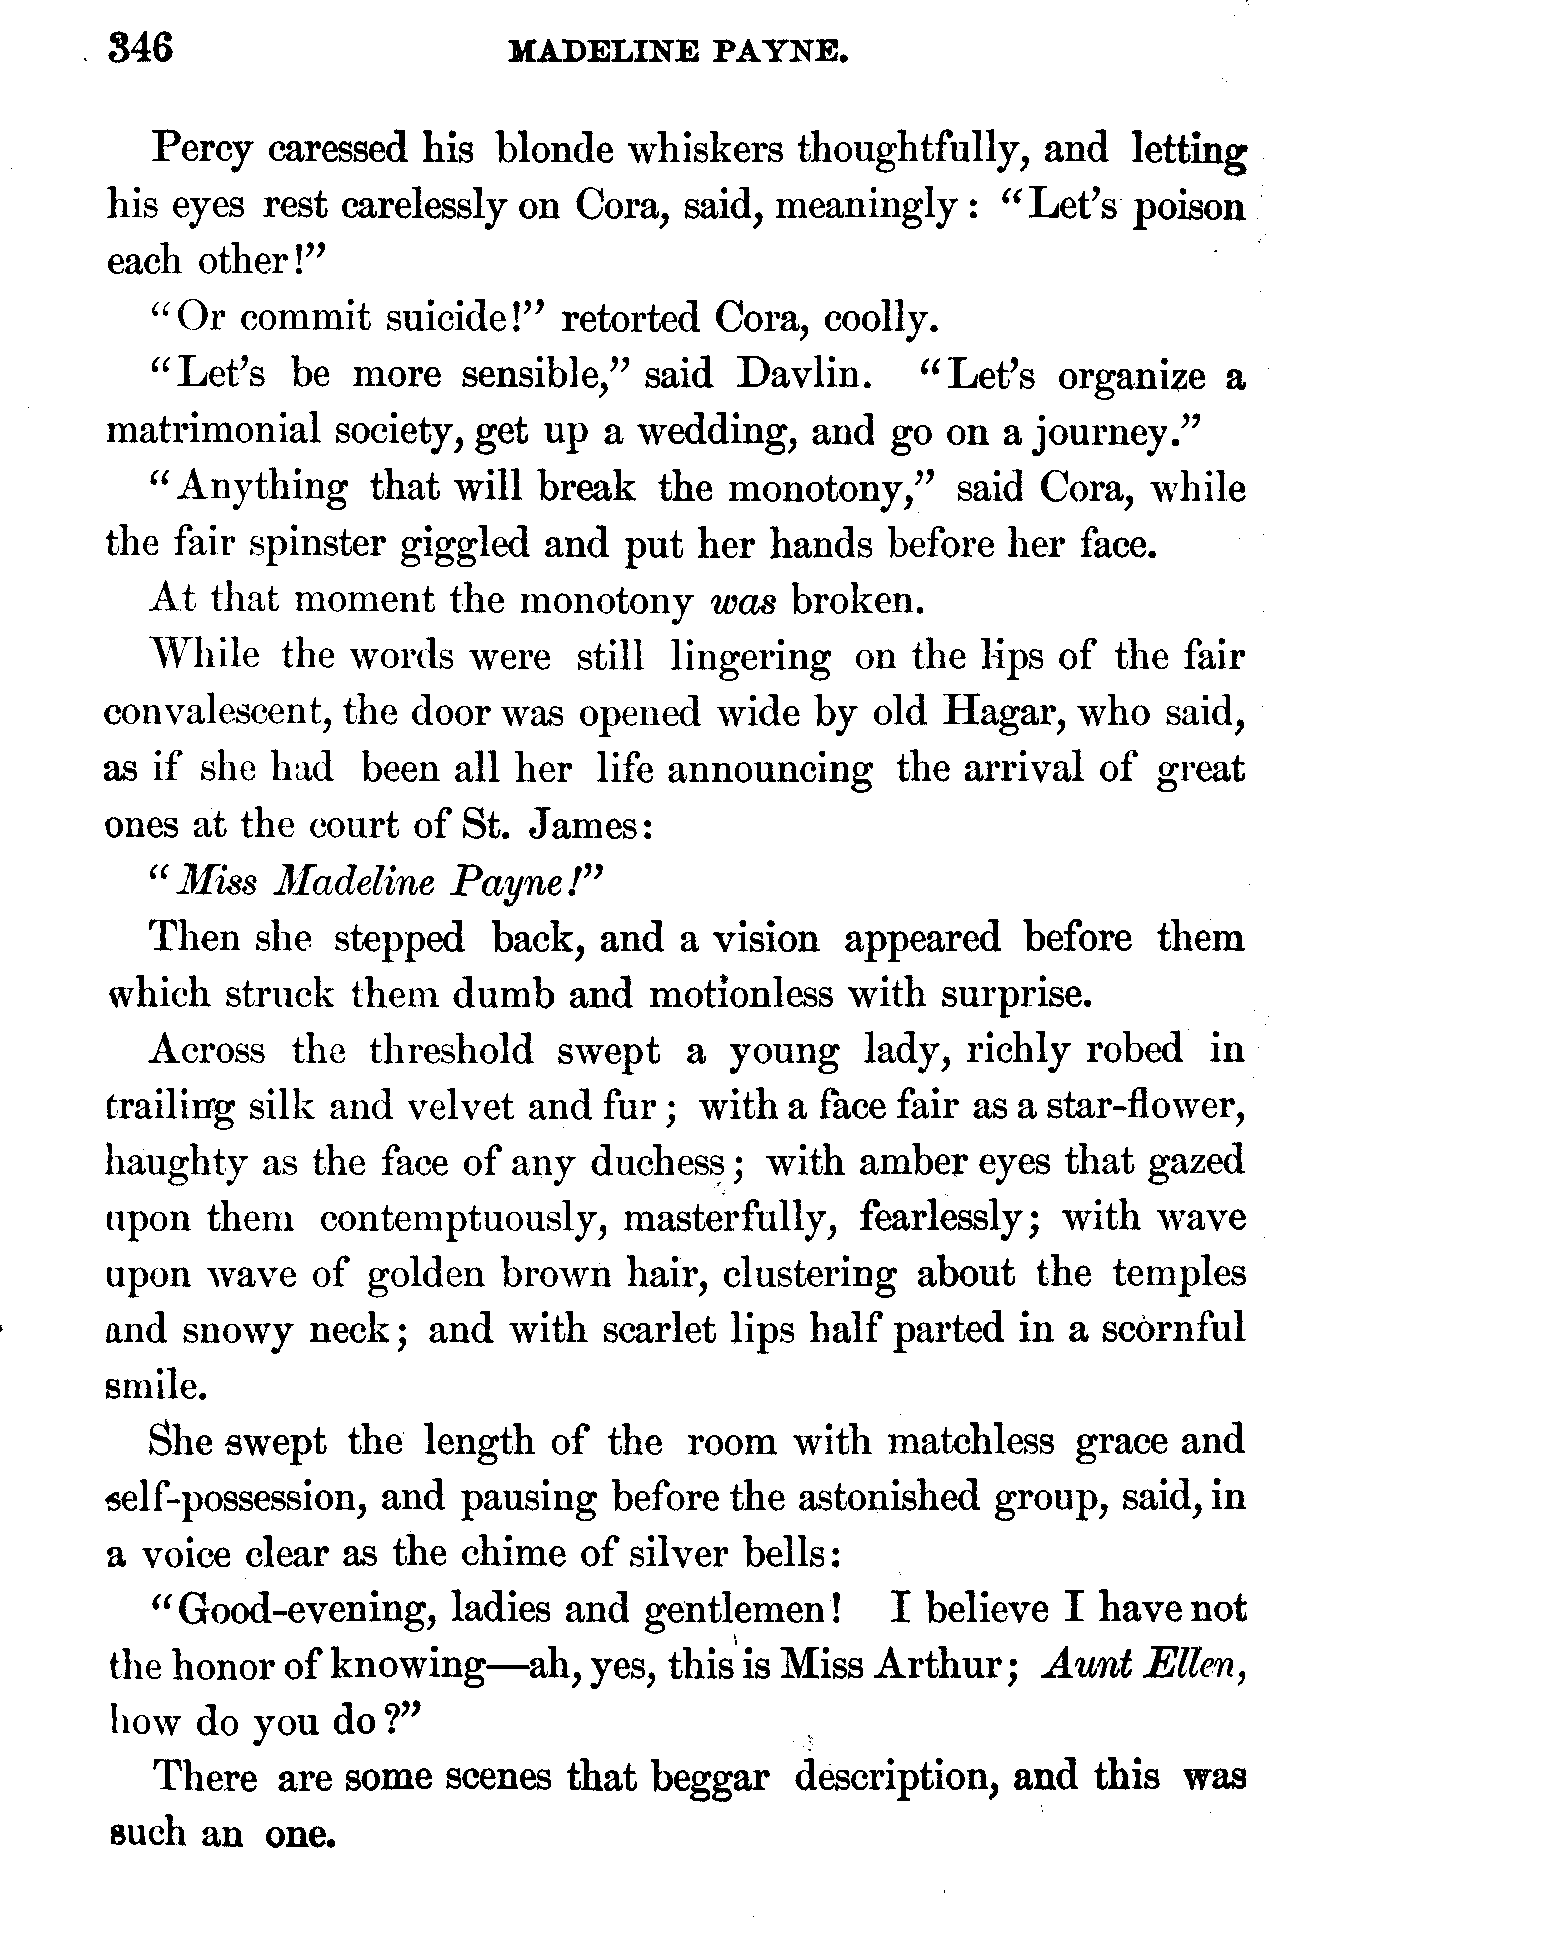 346 MADELINE PAYNE.
Percy caressed his blonde whiskers thoughtfully, and letting
his eyes rest carelessly on Cora, said, meaningly: "Let's poison
each other!"
"Or commit suicide!" retorted Cora, coolly.
"Let's be more sensible," said Davlin. "Let's organize a
matrimonial society, get up a wedding, and go on a journey."
"Anything that will break the monotony," said Cora, while
the fair spinster giggled and put her hands before her face.
At that moment the monotony was broken.
While the words were still lingering on the lips of the fair
convalescent, the door was opened wide by old Hagar, who said,
as if she had been all her life announcing the arrival of great
ones at the court of St. James:
"Miss Madeline Payne!"
Then she stepped back, and a vision appeared before them
which struck them dumb and motionless with surprise.
Across the threshold swept a young lady, richly robed in
trailing silk and velvet and fur; with a face fair as a star-flower,
haughty as the face of any duchess; with amber eyes that gazed
upon them contemptuously, masterfully, fearlessly; with wave
upon wave of golden brown hair, clustering about the temples
and snowy neck; and with scarlet lips half parted in a scornful
smile.
She swept the length of the room with matchless grace and
self-possession, and pausing before the astonished group, said, in
a voice clear as the chime of silver bells:
"Good-evening, ladies and gentlemen! I believe I have not
the honor of knowing—ah, yes, this is Miss Arthur; Aunt Ellen,
how do you do?"
There are some scenes that beggar description, and this was
such an one.